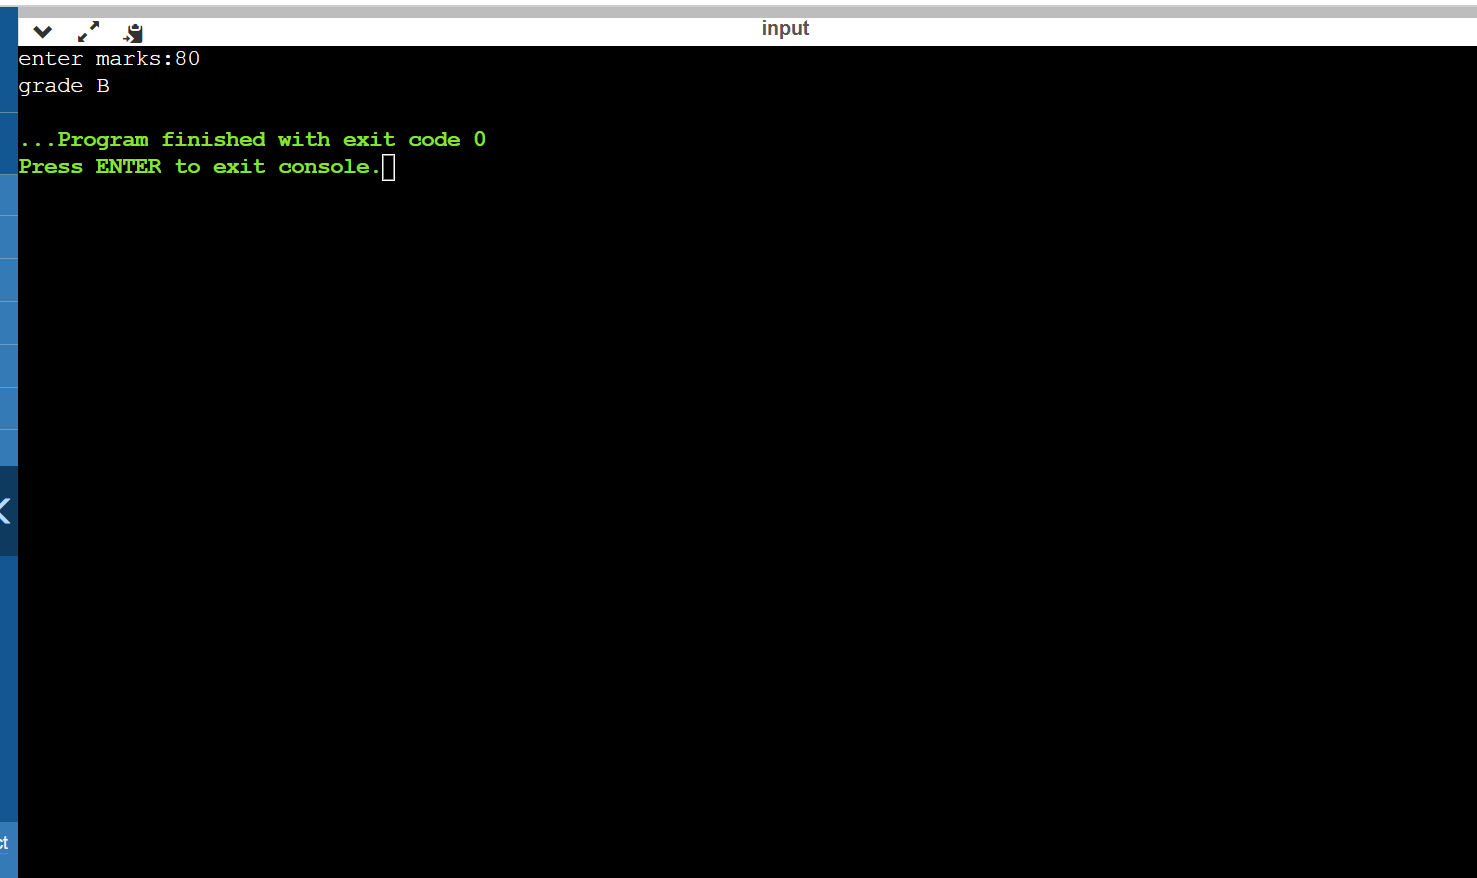 input
enter marks:80
grade B
...Program finished with exit code 0
Press ENTER to exit console.
ct